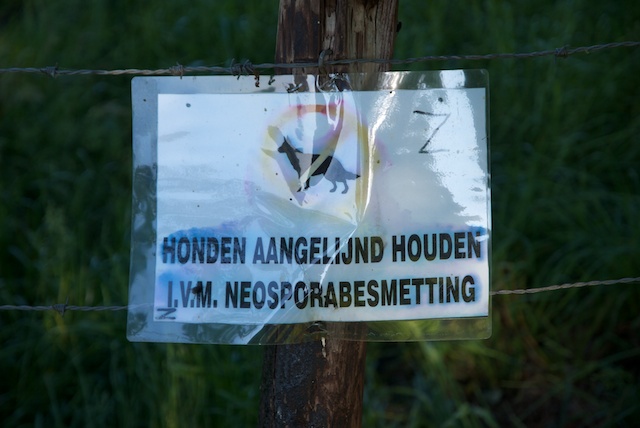 Z
HONDEN AANGELIJND HOUDEN
I.V.M. NEOSPORABESMETTING